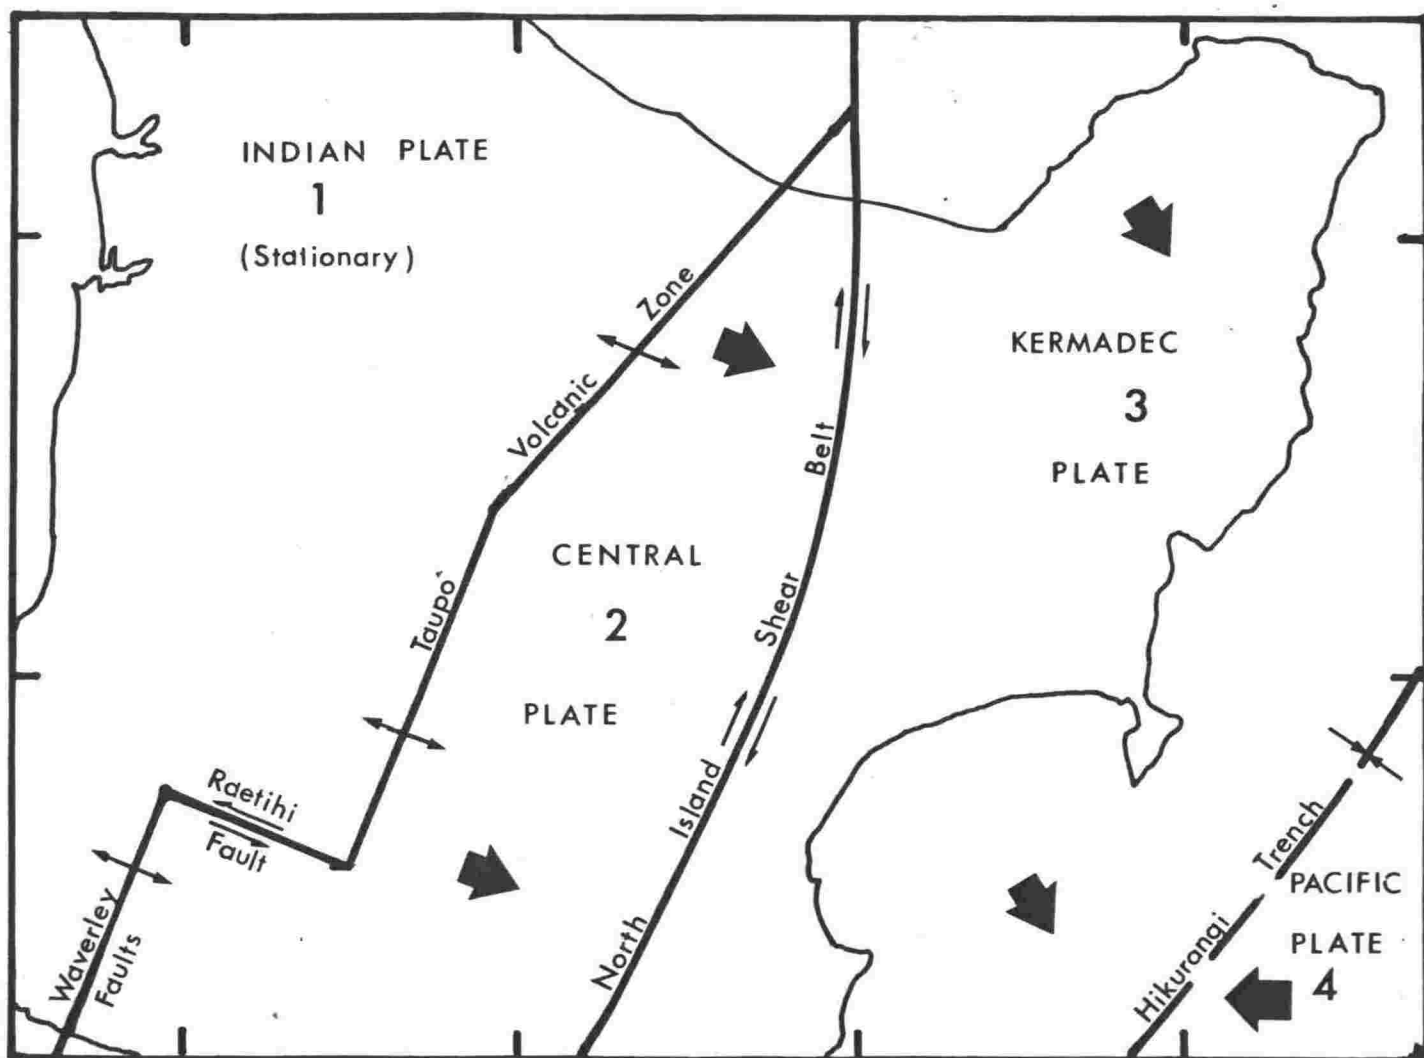 INDIAN PLATE
1
(Stationary)
Zone
Volcanic
Taupo
KERMADEC
3
PLATE
Belt
Shear
Island
North
CENTRAL
2
PLATE
Raetihi
Fault
Waverley
Faults
Trench
Hikurangi
PACIFIC
PLATE
4